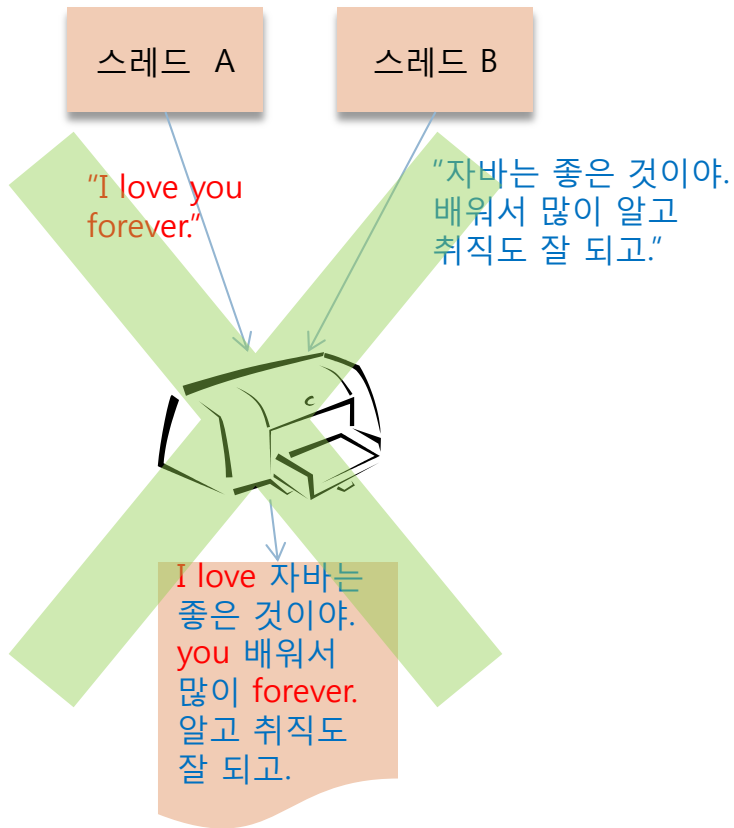 스레드 A
스레드 B
"I love you
forever."
"자바는 좋은 것이야.
배워서 많이 알고
취직도 잘 되고."
I love 자바는
좋은 것이야.
you 배워서
많이 forever.
알고 취직도
잘 되고.